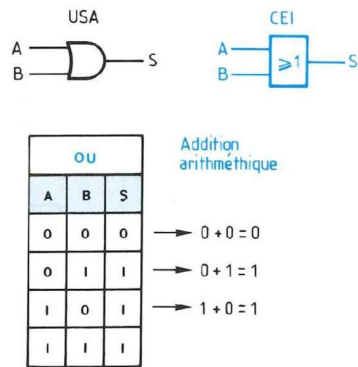 USA
A
B
S
CEI
A
B
≥1
S
OU
Addition
arithméthique
A B S
0 0 0 → 0+0=0
0 1 1 → 0+1=1
1 0 1 → 1+0=1
1 1 1